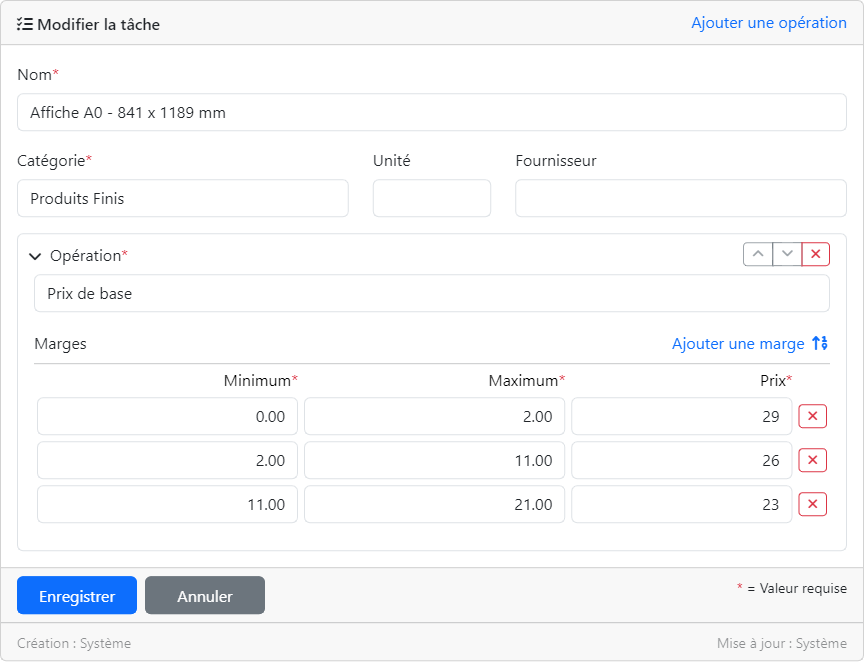 Modifier la tâche
Ajouter une opération
Nom*
Affiche A0 - 841 x 1189 mm
Catégorie* Unité Fournisseur
Produits Finis
Opération*
Prix de base
Marges Ajouter une marge
Minimum* Maximum* Prix*
0.00 2.00 29
2.00 11.00 26
11.00 21.00 23
Enregistrer Annuler * = Valeur requise
Création : Système Mise à jour : Système